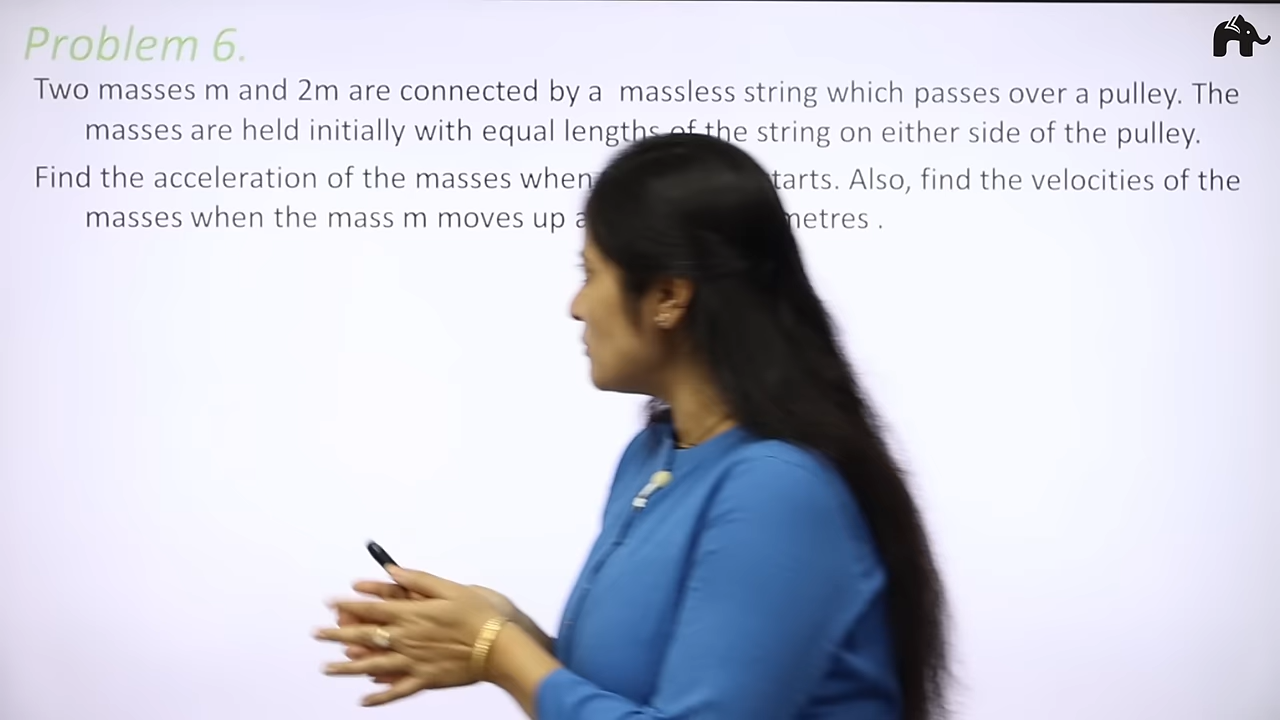 Problem 6.
Two masses m and 2m are connected by a massless string which passes over a pulley. The
masses are held initially with equal lengths of the string on either side of the pulley.
Find the acceleration of the masses when tarts. Also, find the velocities of the
masses when the mass m moves up a metres .